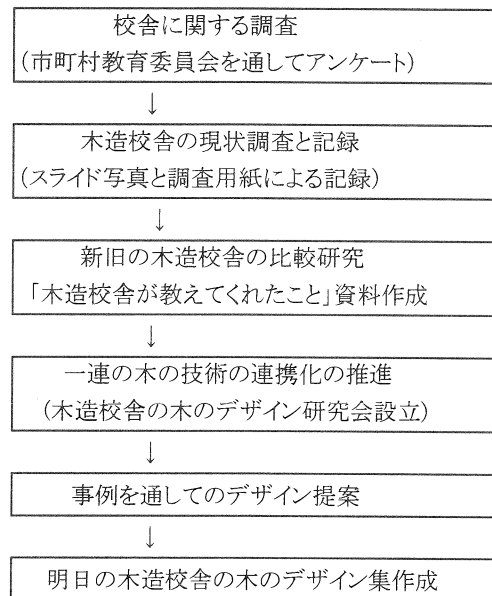 校舎に関する調査
(市町村教育委員会を通してアンケート)
↓
木造校舎の現状調査と記録
(スライド写真と調査用紙による記録)
↓
新旧の木造校舎の比較研究
「木造校舎が教えてくれたこと」資料作成
↓
一連の木の技術の連携化の推進
(木造校舎の木のデザイン研究会設立)
↓
事例を通してのデザイン提案
↓
明日の木造校舎の木のデザイン集作成